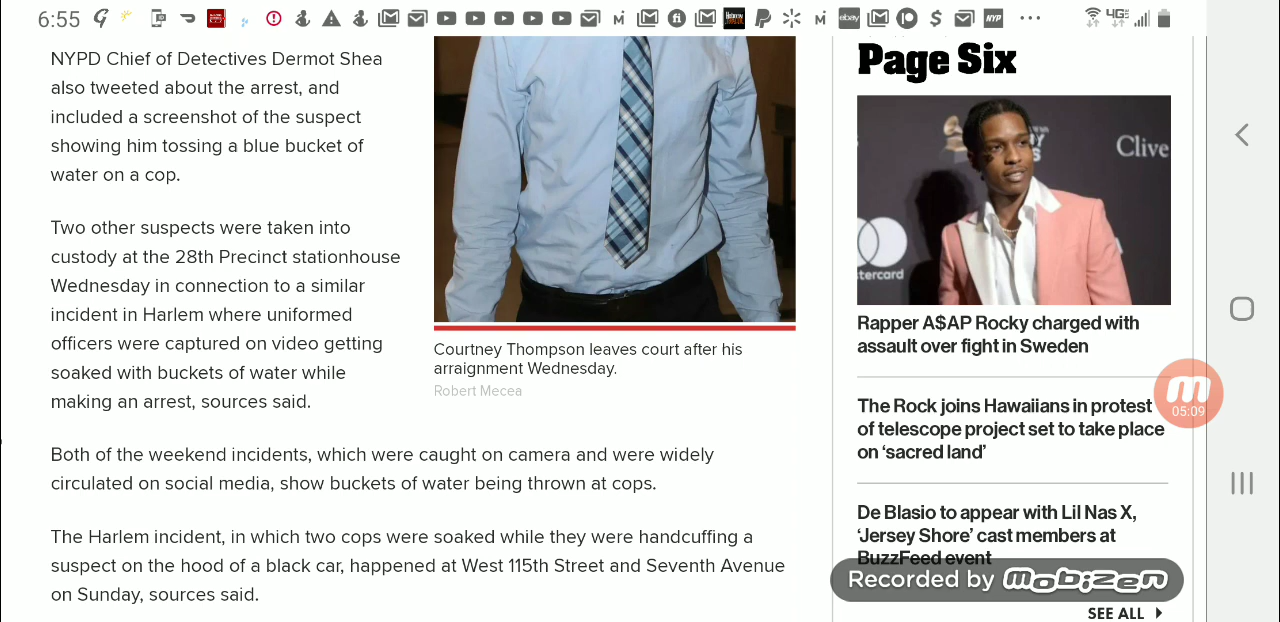 6:55
ebay
NYP
4G
NYPD Chief of Detectives Dermot Shea
also tweeted about the arrest, and
included a screenshot of the suspect
showing him tossing a blue bucket of
water on a cop.
Two other suspects were taken into
custody at the 28th Precinct stationhouse
Wednesday in connection to a similar
incident in Harlem where uniformed
officers were captured on video getting
soaked with buckets of water while
making an arrest, sources said.
Courtney Thompson leaves court after his
arraignment Wednesday.
Robert Mecea
Both of the weekend incidents, which were caught on camera and were widely
circulated on social media, show buckets of water being thrown at cops.
The Harlem incident, in which two cops were soaked while they were handcuffing a
suspect on the hood of a black car, happened at West 115th Street and Seventh Avenue
on Sunday, sources said.
Page Six
Clive
tercard
Rapper A$AP Rocky charged with
assault over fight in Sweden
The Rock joins Hawaiians in protest
of telescope project set to take place
on ‘sacred land’
De Blasio to appear with Lil Nas X,
‘Jersey Shore’ cast members at
BuzzFeed event
SEE ALL
05:09
Recorded by mobizen